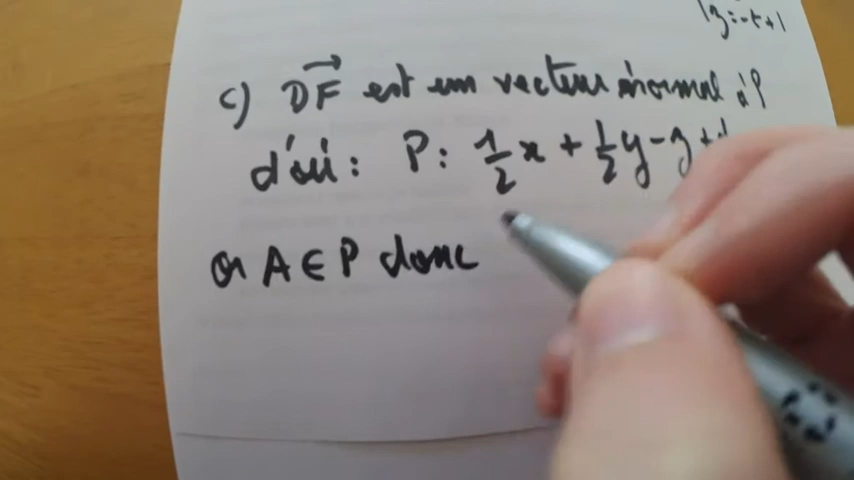 z=-t+1
c) DF est un vecteur normal à P
d'où : P: 1/2 x + 1/2 y - z + d
or A ∈ P donc